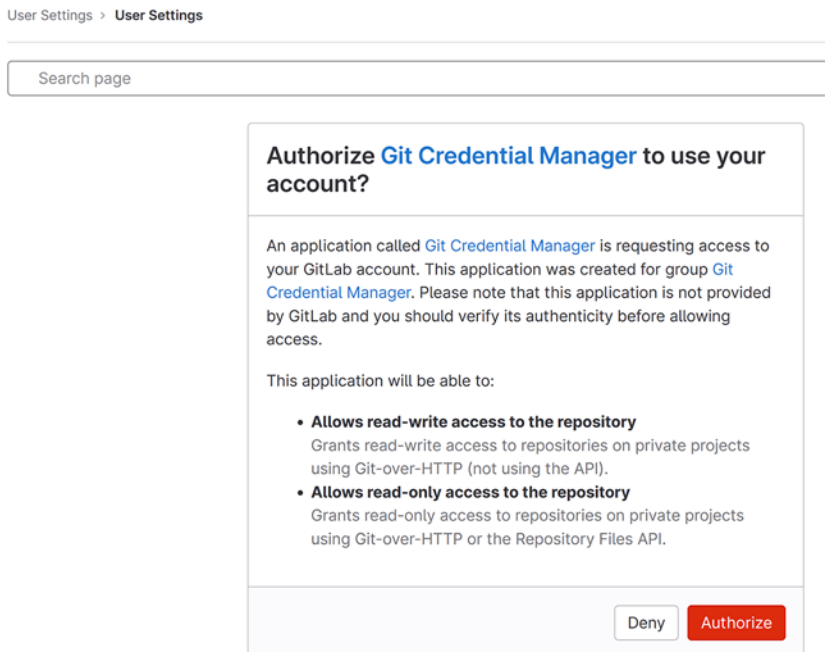 User Settings > User Settings
Search page
Authorize Git Credential Manager to use your
account?
An application called Git Credential Manager is requesting access to
your GitLab account. This application was created for group Git
Credential Manager. Please note that this application is not provided
by GitLab and you should verify its authenticity before allowing
access.
This application will be able to:
• Allows read-write access to the repository
Grants read-write access to repositories on private projects
using Git-over-HTTP (not using the API).
• Allows read-only access to the repository
Grants read-only access to repositories on private projects
using Git-over-HTTP or the Repository Files API.
Deny Authorize